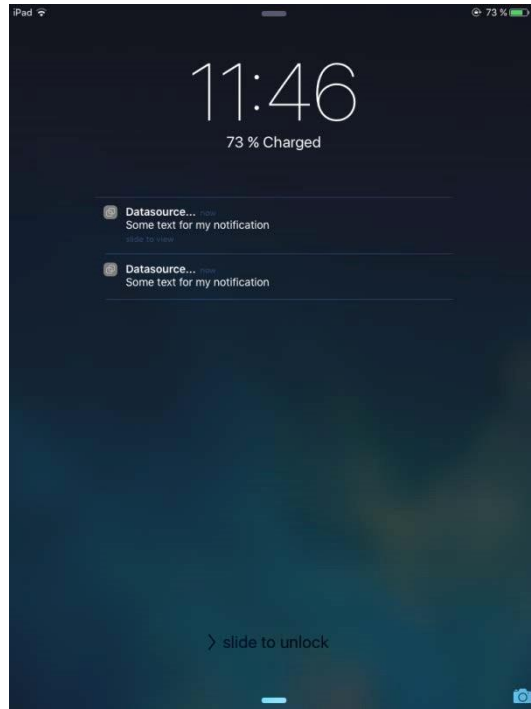 iPad 73 %
11:46
73 % Charged
Datasource... now
Some text for my notification
slide to view
Datasource... now
Some text for my notification
> slide to unlock